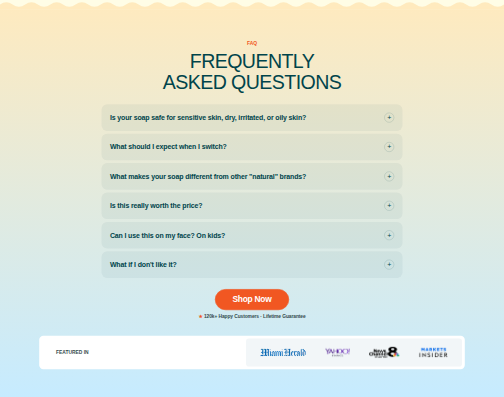 FAQ
FREQUENTLY
ASKED QUESTIONS
Is your soap safe for sensitive skin, dry, irritated, or oily skin?
What should I expect when I switch?
What makes your soap different from other "natural" brands?
Is this really worth the price?
Can I use this on my face? On kids?
What if I don't like it?
Shop Now
120k+ Happy Customers · Lifetime Guarantee
FEATURED IN
Miami Herald
YAHOO!
NEWS CHANNEL 8
MARKETS
INSIDER